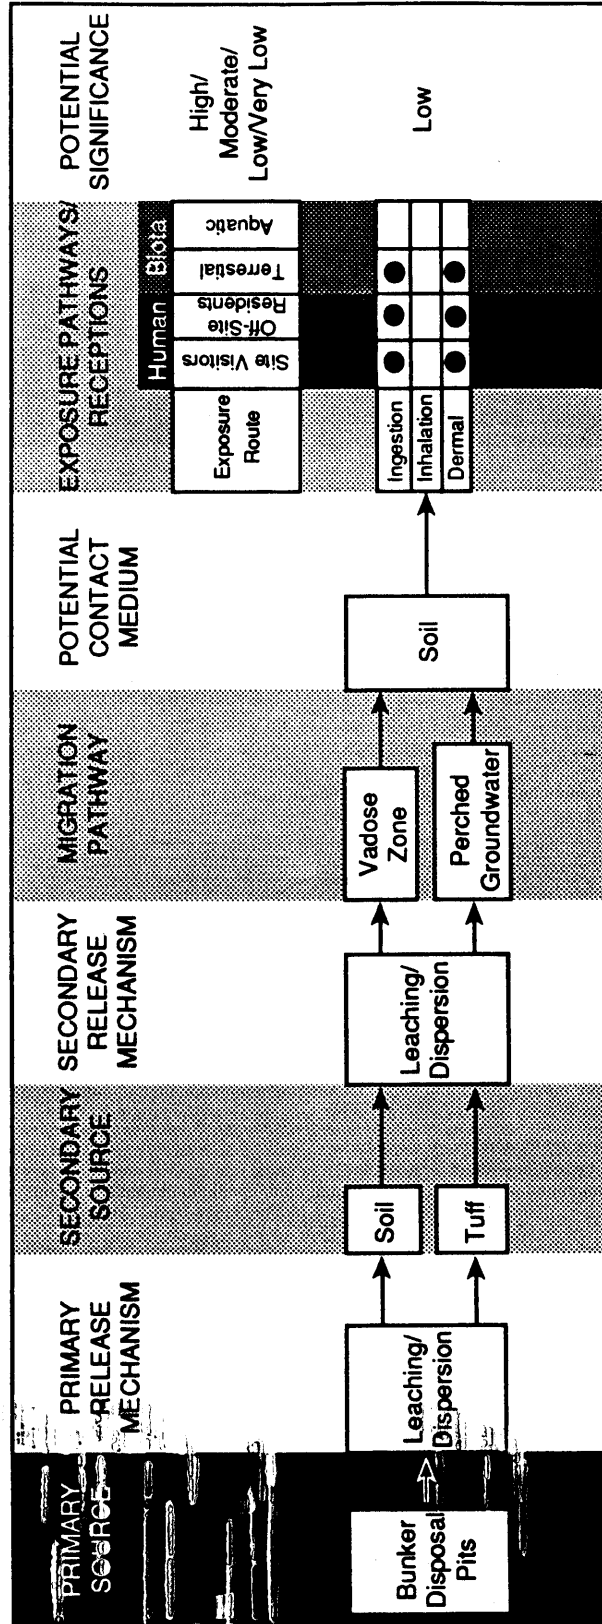 PRIMARY
SOURCE
PRIMARY
RELEASE
MECHANISM
SECONDARY
SOURCE
SECONDARY
RELEASE
MECHANISM
MIGRATION
PATHWAY
POTENTIAL
CONTACT
MEDIUM
EXPOSURE PATHWAYS/
RECEPTIONS
POTENTIAL
SIGNIFICANCE
Human
Biota
Exposure
Route
Site Visitors
Off-Site
Residents
Terrestial
Aquatic
High/
Moderate/
Low/Very Low
Bunker
Disposal
Pits
Leaching/
Dispersion
Soil
Tuff
Leaching/
Dispersion
Vadose
Zone
Perched
Groundwater
Soil
Ingestion
Inhalation
Dermal
Low